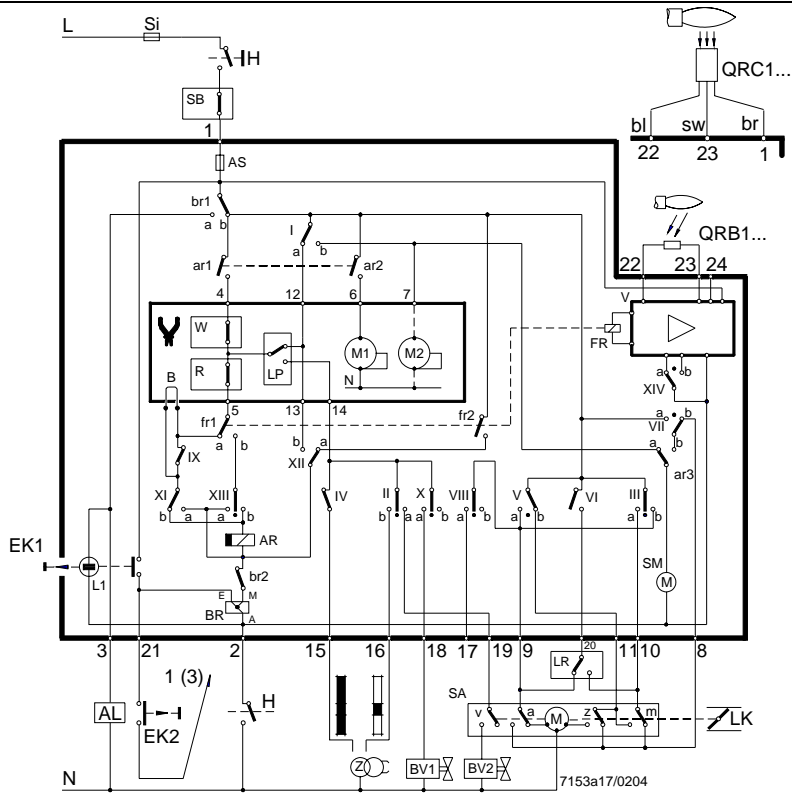 L Si
H
SB
1
QRC1...
bl sw br
22 23 1
AS
br1
a b
I
a b
ar1 ar2
QRB1...
22 23 24
4 12 6 7
V
FR
W
R
LP
M1 M2
N
B
5 13 14
a b
XIV
fr1
a b
fr2
b a
XII
a b
VII
b
a
ar3
IX
XI XIII
b a a b
IV
II X VIII V VI III
b a a b a b a b a b
AR
EK1
L1
br2
E M
BR
A
SM
M
3 21 2 15 16 18 17 19 9 20 11 10 8
LR
1 (3)
AL
EK2
H
SA
v a M z m
LK
Z
BV1 BV2
N
7153a17/0204